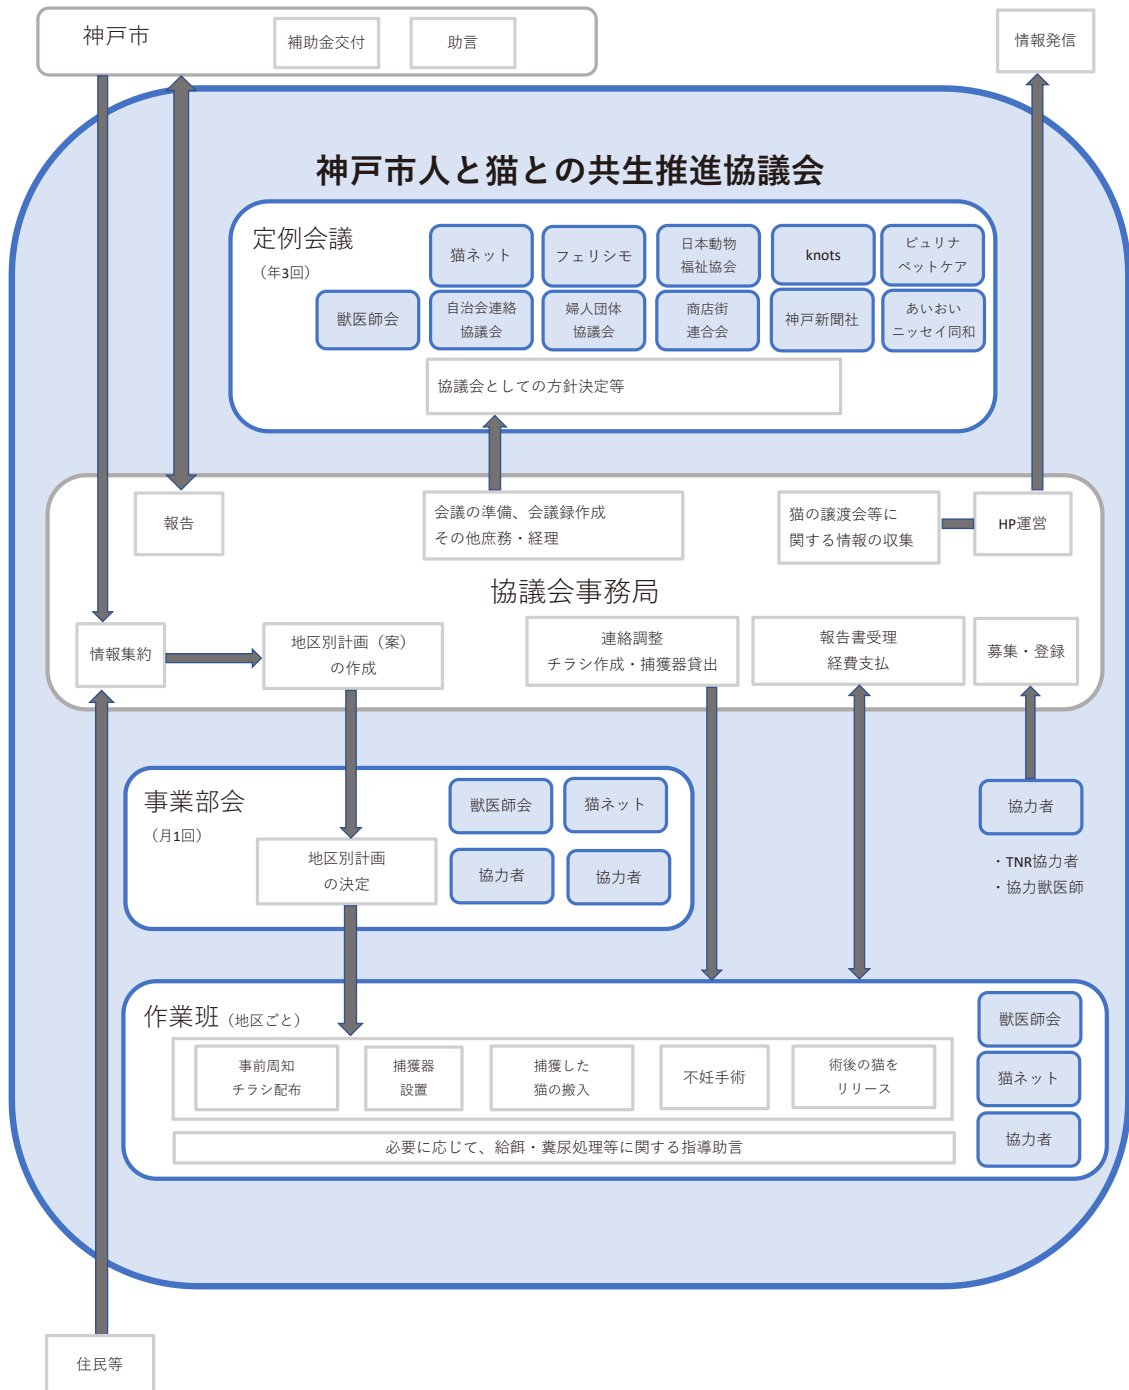 神戸市
補助金交付
助言
情報発信
神戸市人と猫との共生推進協議会
定例会議
（年3回）
猫ネット
フェリシモ
日本動物
福祉協会
knots
ピュリナ
ペットケア
獣医師会
自治会連絡
協議会
婦人団体
協議会
商店街
連合会
神戸新聞社
あいおい
ニッセイ同和
協議会としての方針決定等
報告
会議の準備、会議録作成
その他庶務・経理
猫の譲渡会等に
関する情報の収集
HP運営
協議会事務局
情報集約
地区別計画（案）
の作成
連絡調整
チラシ作成・捕獲器貸出
報告書受理
経費支払
募集・登録
事業部会
（月1回）
獣医師会
猫ネット
協力者
協力者
地区別計画
の決定
協力者
・TNR協力者
・協力獣医師
作業班（地区ごと）
事前周知
チラシ配布
捕獲器
設置
捕獲した
猫の搬入
不妊手術
術後の猫を
リリース
必要に応じて、給餌・糞尿処理等に関する指導助言
獣医師会
猫ネット
協力者
住民等